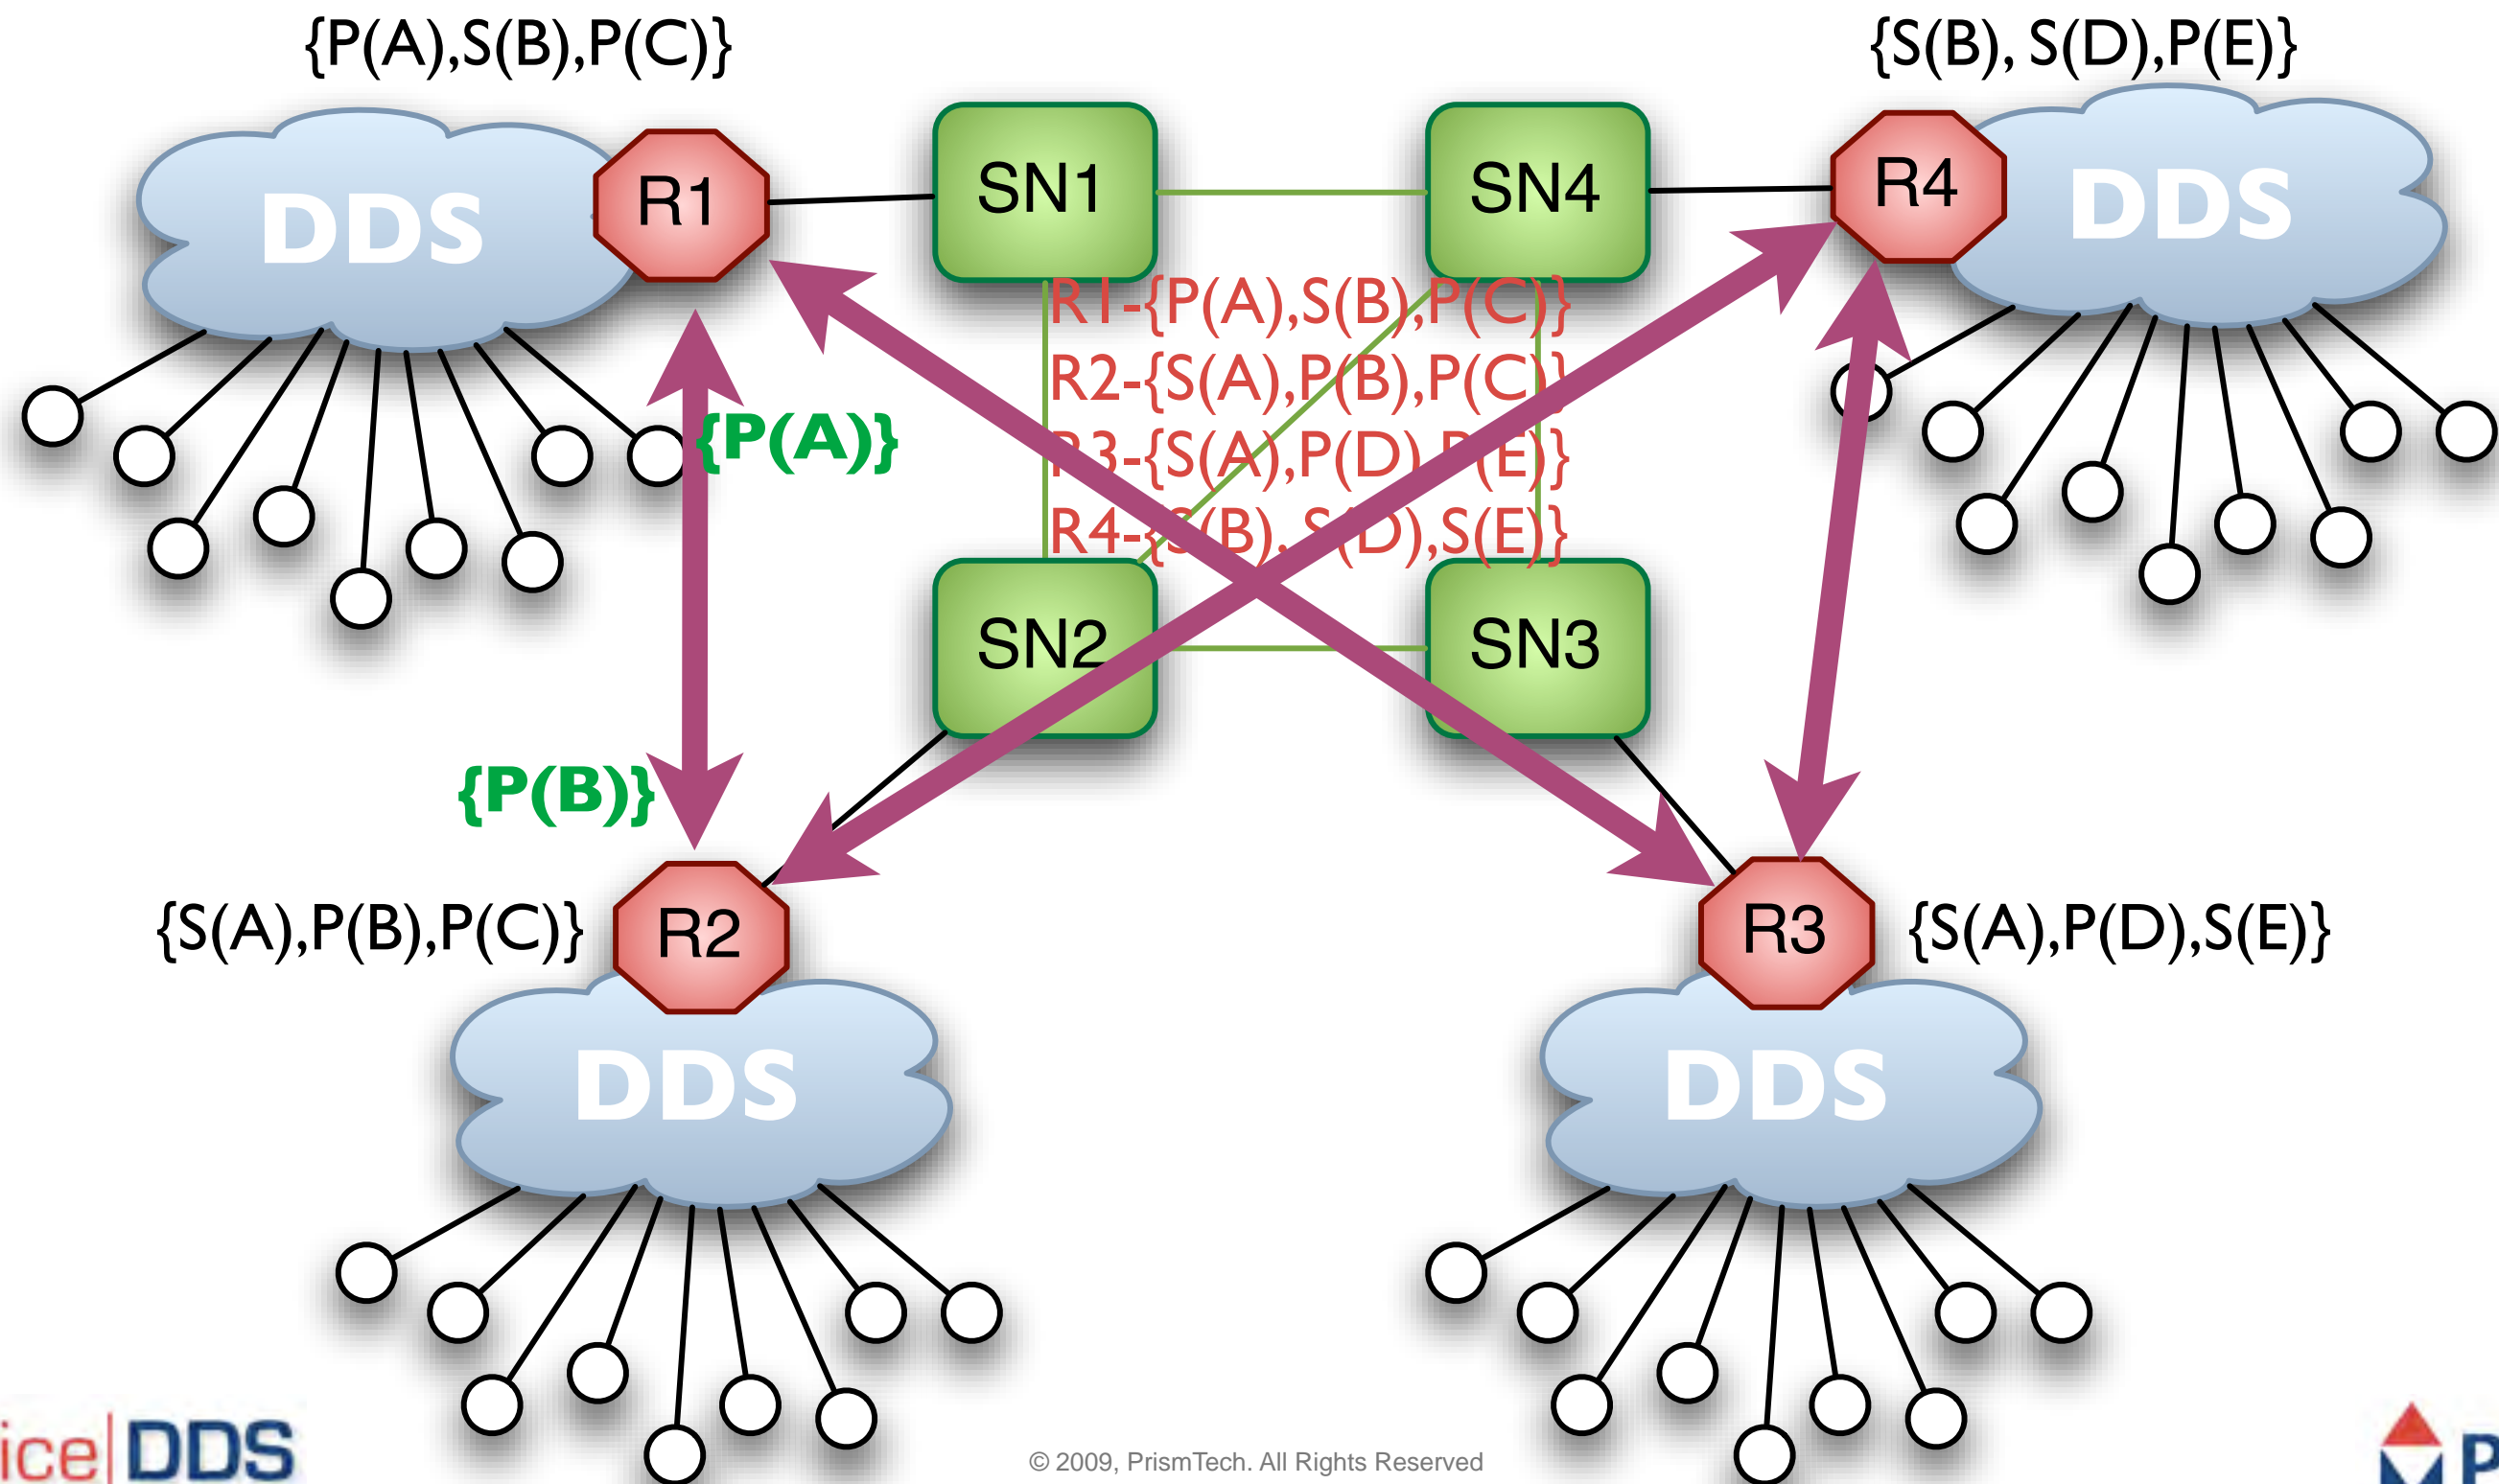 {P(A),S(B),P(C)}
{S(B), S(D),P(E)}
DDS
R1
SN1
SN4
R4
DDS
R1-{P(A),S(B),P(C)}
R2-{S(A),P(B),P(C)}
R3-{S(A),P(D),P(E)}
R4-{S(B), S(D),S(E)}
{P(A)}
SN2
SN3
{P(B)}
{S(A),P(B),P(C)}
R2
R3
{S(A),P(D),S(E)}
DDS
DDS
ice|DDS
© 2009, PrismTech. All Rights Reserved
P